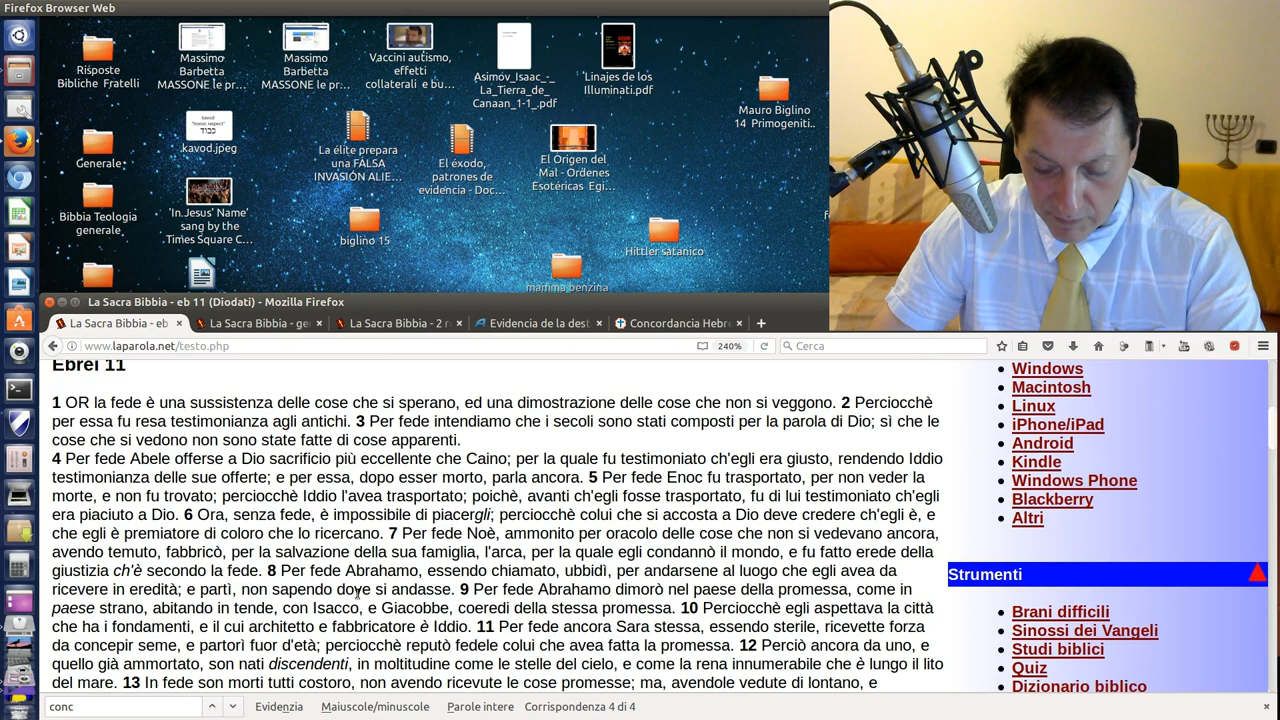 Firefox Browser Web
Rispote
Bibliche Fratelli
Massimo
Barbetta
MASSONE le pr...
Massimo
Barbetta
MASSONE le pr...
Vaccini autismo,
effetti
collaterali e bu...
Asimov_Isaac_-_
La_Tierra_de_
Canaan_1-1_.pdf
Linajes de los
Illuminati.pdf
Mauro Biglino
14 Primogeniti..
Generale
kavod
"honor, respect"
כבוד
kavod.jpeg
La élite prepara
una FALSA
INVASIÓN ALIE...
El éxodo,
patrones de
evidencia - Doc...
El Origen del
Mal - Ordenes
Esotéricas Egi...
Bibbia Teologia
generale
'In Jesus' Name'
sang by the
Times Square C...
biglino 15
Hittler satanico
mamma benzina
La Sacra Bibbia - eb 11 (Diodati) - Mozilla Firefox
La Sacra Bibbia - eb × La Sacra Bibbia - ge × La Sacra Bibbia - 2 r × Evidencia de la dest × Concordancia Hebre ×
www.laparola.net/testo.php 240% Cerca
Ebrei 11
1 OR la fede è una sussistenza delle cose che si sperano, ed una dimostrazione delle cose che non si veggono. 2 Perciocchè
per essa fu resa testimonianza agli antichi. 3 Per fede intendiamo che i secoli sono stati composti per la parola di Dio; sì che le
cose che si vedono non sono state fatte di cose apparenti.
4 Per fede Abele offerse a Dio sacrificio più eccellente che Caino; per la quale fu testimoniato ch'egli era giusto, rendendo Iddio
testimonianza delle sue offerte; e per essa, dopo esser morto, parla ancora. 5 Per fede Enoc fu trasportato, per non veder la
morte, e non fu trovato; perciocchè Iddio l'avea trasportato; poichè, avanti ch'egli fosse trasportato, fu di lui testimoniato ch'egli
era piaciuto a Dio. 6 Ora, senza fede, è impossibile di piacergli; perciocchè colui che si accosta a Dio deve credere ch'egli è, e
che egli è premiatore di coloro che lo ricercano. 7 Per fede Noè, ammonito per oracolo delle cose che non si vedevano ancora,
avendo temuto, fabbricò, per la salvazione della sua famiglia, l'arca, per la quale egli condannò il mondo, e fu fatto erede della
giustizia ch'è secondo la fede. 8 Per fede Abrahamo, essendo chiamato, ubbidì, per andarsene al luogo che egli avea da
ricevere in eredità; e partì, non sapendo dove si andasse. 9 Per fede Abrahamo dimorò nel paese della promessa, come in
paese strano, abitando in tende, con Isacco, e Giacobbe, coeredi della stessa promessa. 10 Perciocchè egli aspettava la città
che ha i fondamenti, e il cui architetto e fabbricatore è Iddio. 11 Per fede ancora Sara stessa, essendo sterile, ricevette forza
da concepir seme, e partorì fuor d'età; perciocchè reputò fedele colui che avea fatta la promessa. 12 Perciò ancora da uno, e
quello già ammortito, son nati discendenti, in moltitudine come le stelle del cielo, e come la rena innumerabile che è lungo il lito
del mare. 13 In fede son morti tutti costoro, non avendo ricevute le cose promesse; ma, avendole vedute di lontano, e
Windows
Macintosh
Linux
iPhone/iPad
Android
Kindle
Windows Phone
Blackberry
Altri
Strumenti
Brani difficili
Sinossi dei Vangeli
Studi biblici
Quiz
Dizionario biblico
conc Evidenzia Maiuscole/minuscole Parole intere Corrispondenza 4 di 4